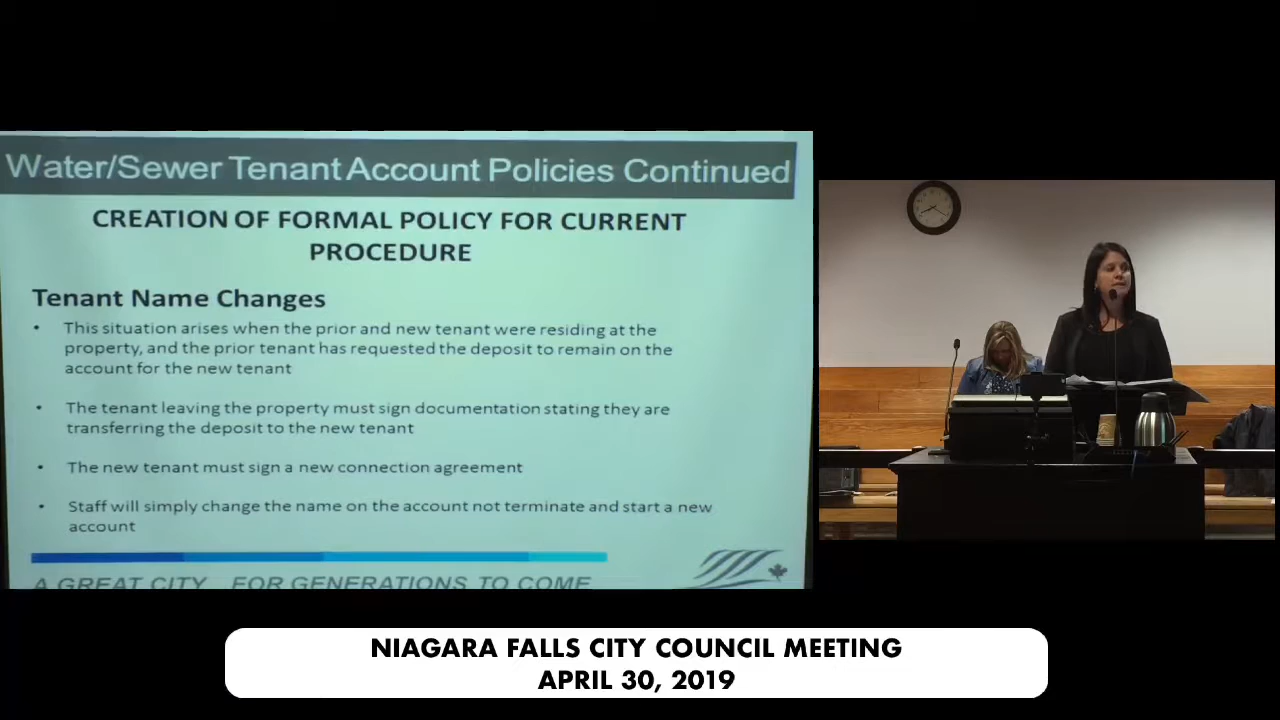 Water/Sewer Tenant Account Policies Continued
CREATION OF FORMAL POLICY FOR CURRENT
PROCEDURE
Tenant Name Changes
• This situation arises when the prior and new tenant were residing at the
property, and the prior tenant has requested the deposit to remain on the
account for the new tenant
• The tenant leaving the property must sign documentation stating they are
transferring the deposit to the new tenant
• The new tenant must sign a new connection agreement
• Staff will simply change the name on the account not terminate and start a new
account
A GREAT CITY... FOR GENERATIONS TO COME
NIAGARA FALLS CITY COUNCIL MEETING
APRIL 30, 2019